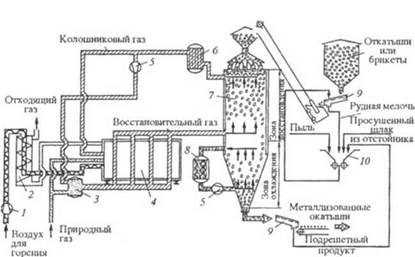 Колошниковый газ
5
6
7
Окатыши
или
брикеты
9
Отходящий
газ
Восстановительный газ
Зона
восстановления
Пыль
Рудная мелочь
Просушенный
шлак
из отстойника
10
8
1
2
3
4
5
Зона
охлаждения
Воздух
для
горения
Природный
газ
9
Металлизованные
окатыши
Подрешетный
продукт